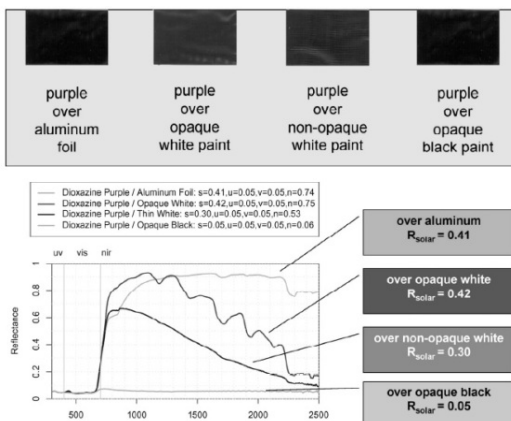 purple
over
aluminum
foil
purple
over
opaque
white paint
purple
over
non-opaque
white paint
purple
over
opaque
black paint
Dioxazine Purple / Aluminum Foil: s=0.41,u=0.05,v=0.05,n=0.74
Dioxazine Purple / Opaque White: s=0.42,u=0.05,v=0.05,n=0.75
Dioxazine Purple / Thin White: s=0.30,u=0.05,v=0.05,n=0.53
Dioxazine Purple / Opaque Black: s=0.05,u=0.05,v=0.05,n=0.06
uv vis nir
1
0.8
0.6
0.4
0.2
0
Reflectance
500 1000 1500 2000 2500
over aluminum
Rsolar = 0.41
over opaque white
Rsolar = 0.42
over non-opaque white
Rsolar = 0.30
over opaque black
Rsolar = 0.05